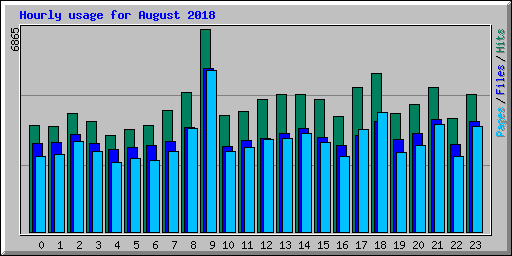 Hourly usage for August 2018
6865
Pages/Files/Hits
0 1 2 3 4 5 6 7 8 9 10 11 12 13 14 15 16 17 18 19 20 21 22 23